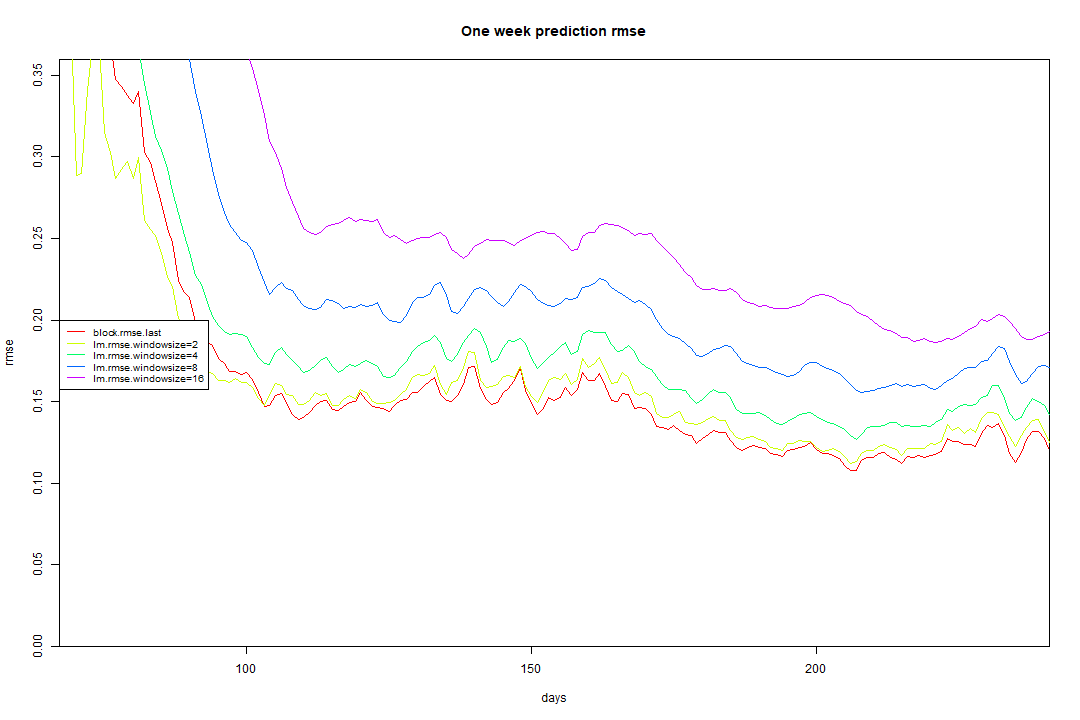 One week prediction rmse
0.35
0.30
0.25
0.20
0.15
0.10
0.05
0.00
rmse
block.rmse.last
lm.rmse.windowsize=2
lm.rmse.windowsize=4
lm.rmse.windowsize=8
lm.rmse.windowsize=16
100
150
200
days